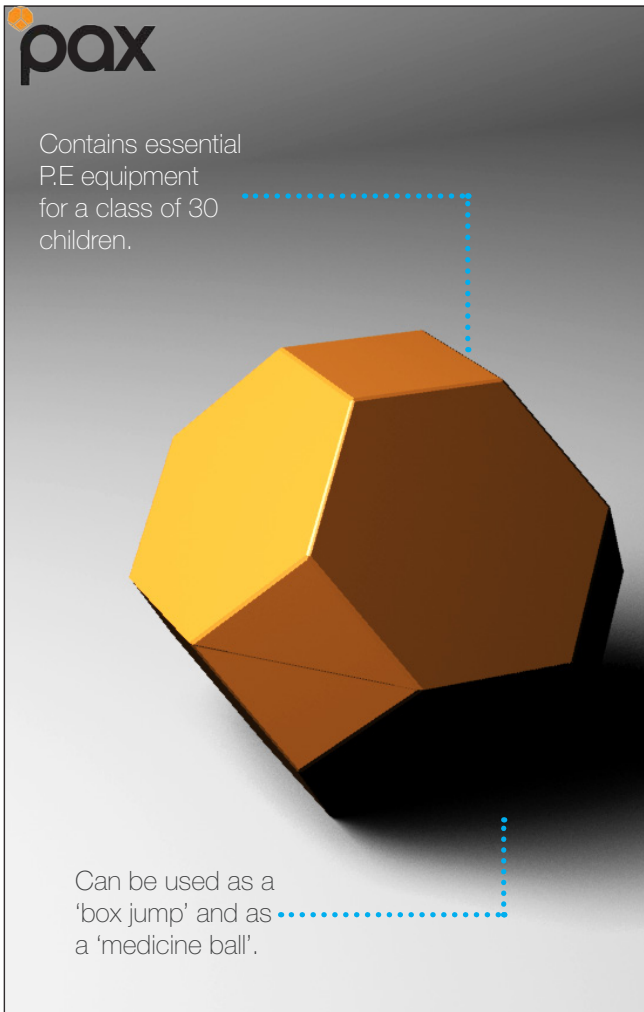 pax
Contains essential
P.E equipment
for a class of 30
children.
Can be used as a
‘box jump’ and as
a ‘medicine ball’.